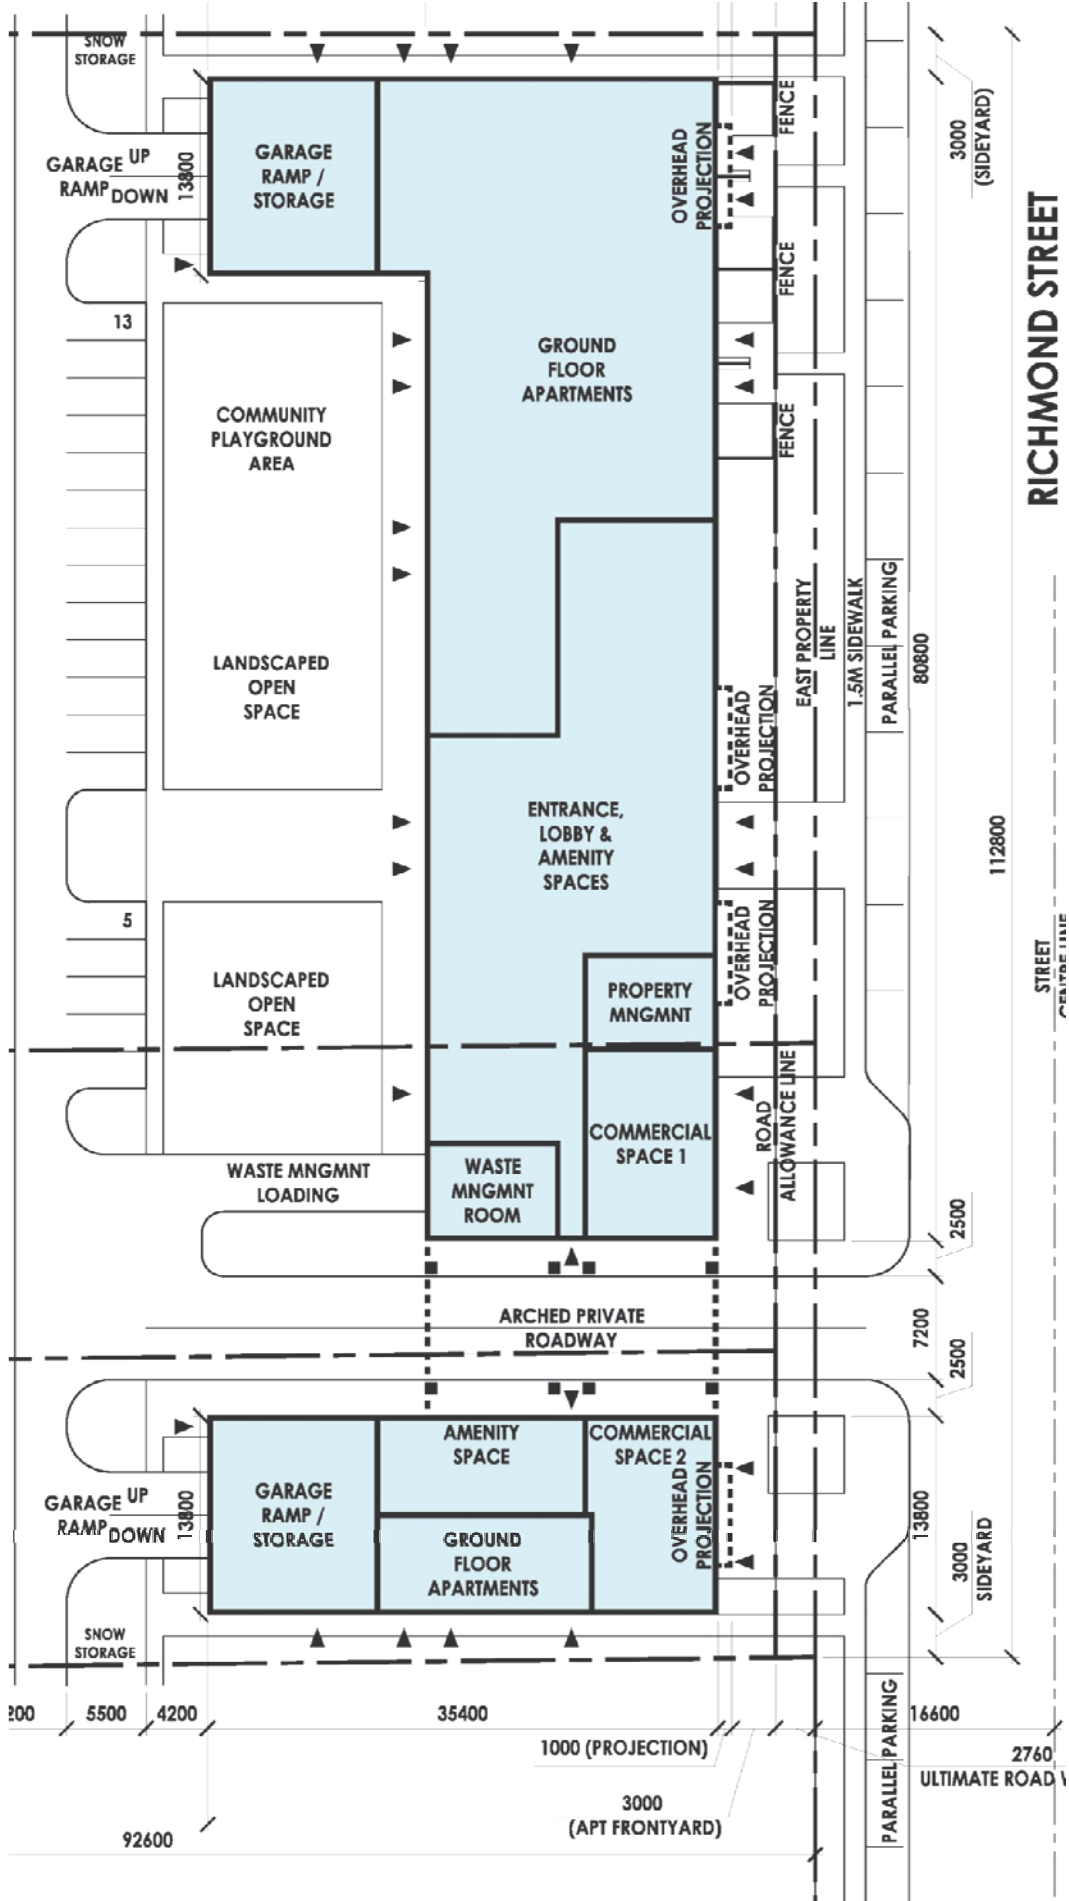 SNOW
STORAGE
GARAGE
RAMP
UP
DOWN
13800
GARAGE
RAMP /
STORAGE
OVERHEAD
PROJECTION
FENCE
3000
(SIDEYARD)
RICHMOND STREET
FENCE
13
GROUND
FLOOR
APARTMENTS
COMMUNITY
PLAYGROUND
AREA
FENCE
LANDSCAPED
OPEN
SPACE
OVERHEAD
PROJECTION
EAST PROPERTY
LINE
1.5M SIDEWALK
PARALLEL PARKING
80800
112800
ENTRANCE,
LOBBY &
AMENITY
SPACES
5
LANDSCAPED
OPEN
SPACE
PROPERTY
MNGMNT
OVERHEAD
PROJECTION
STREET
COMMERCIAL
SPACE 1
ROAD
ALLOWANCE LINE
WASTE MNGMNT
LOADING
WASTE
MNGMNT
ROOM
2500
ARCHED PRIVATE
ROADWAY
7200
2500
AMENITY
SPACE
COMMERCIAL
SPACE 2
GARAGE
RAMP
UP
DOWN
13800
GARAGE
RAMP /
STORAGE
GROUND
FLOOR
APARTMENTS
OVERHEAD
PROJECTION
13800
3000
SIDEYARD
SNOW
STORAGE
200
5500
4200
35400
16600
1000 (PROJECTION)
2760
ULTIMATE ROAD
3000
(APT FRONTYARD)
PARALLEL PARKING
92600